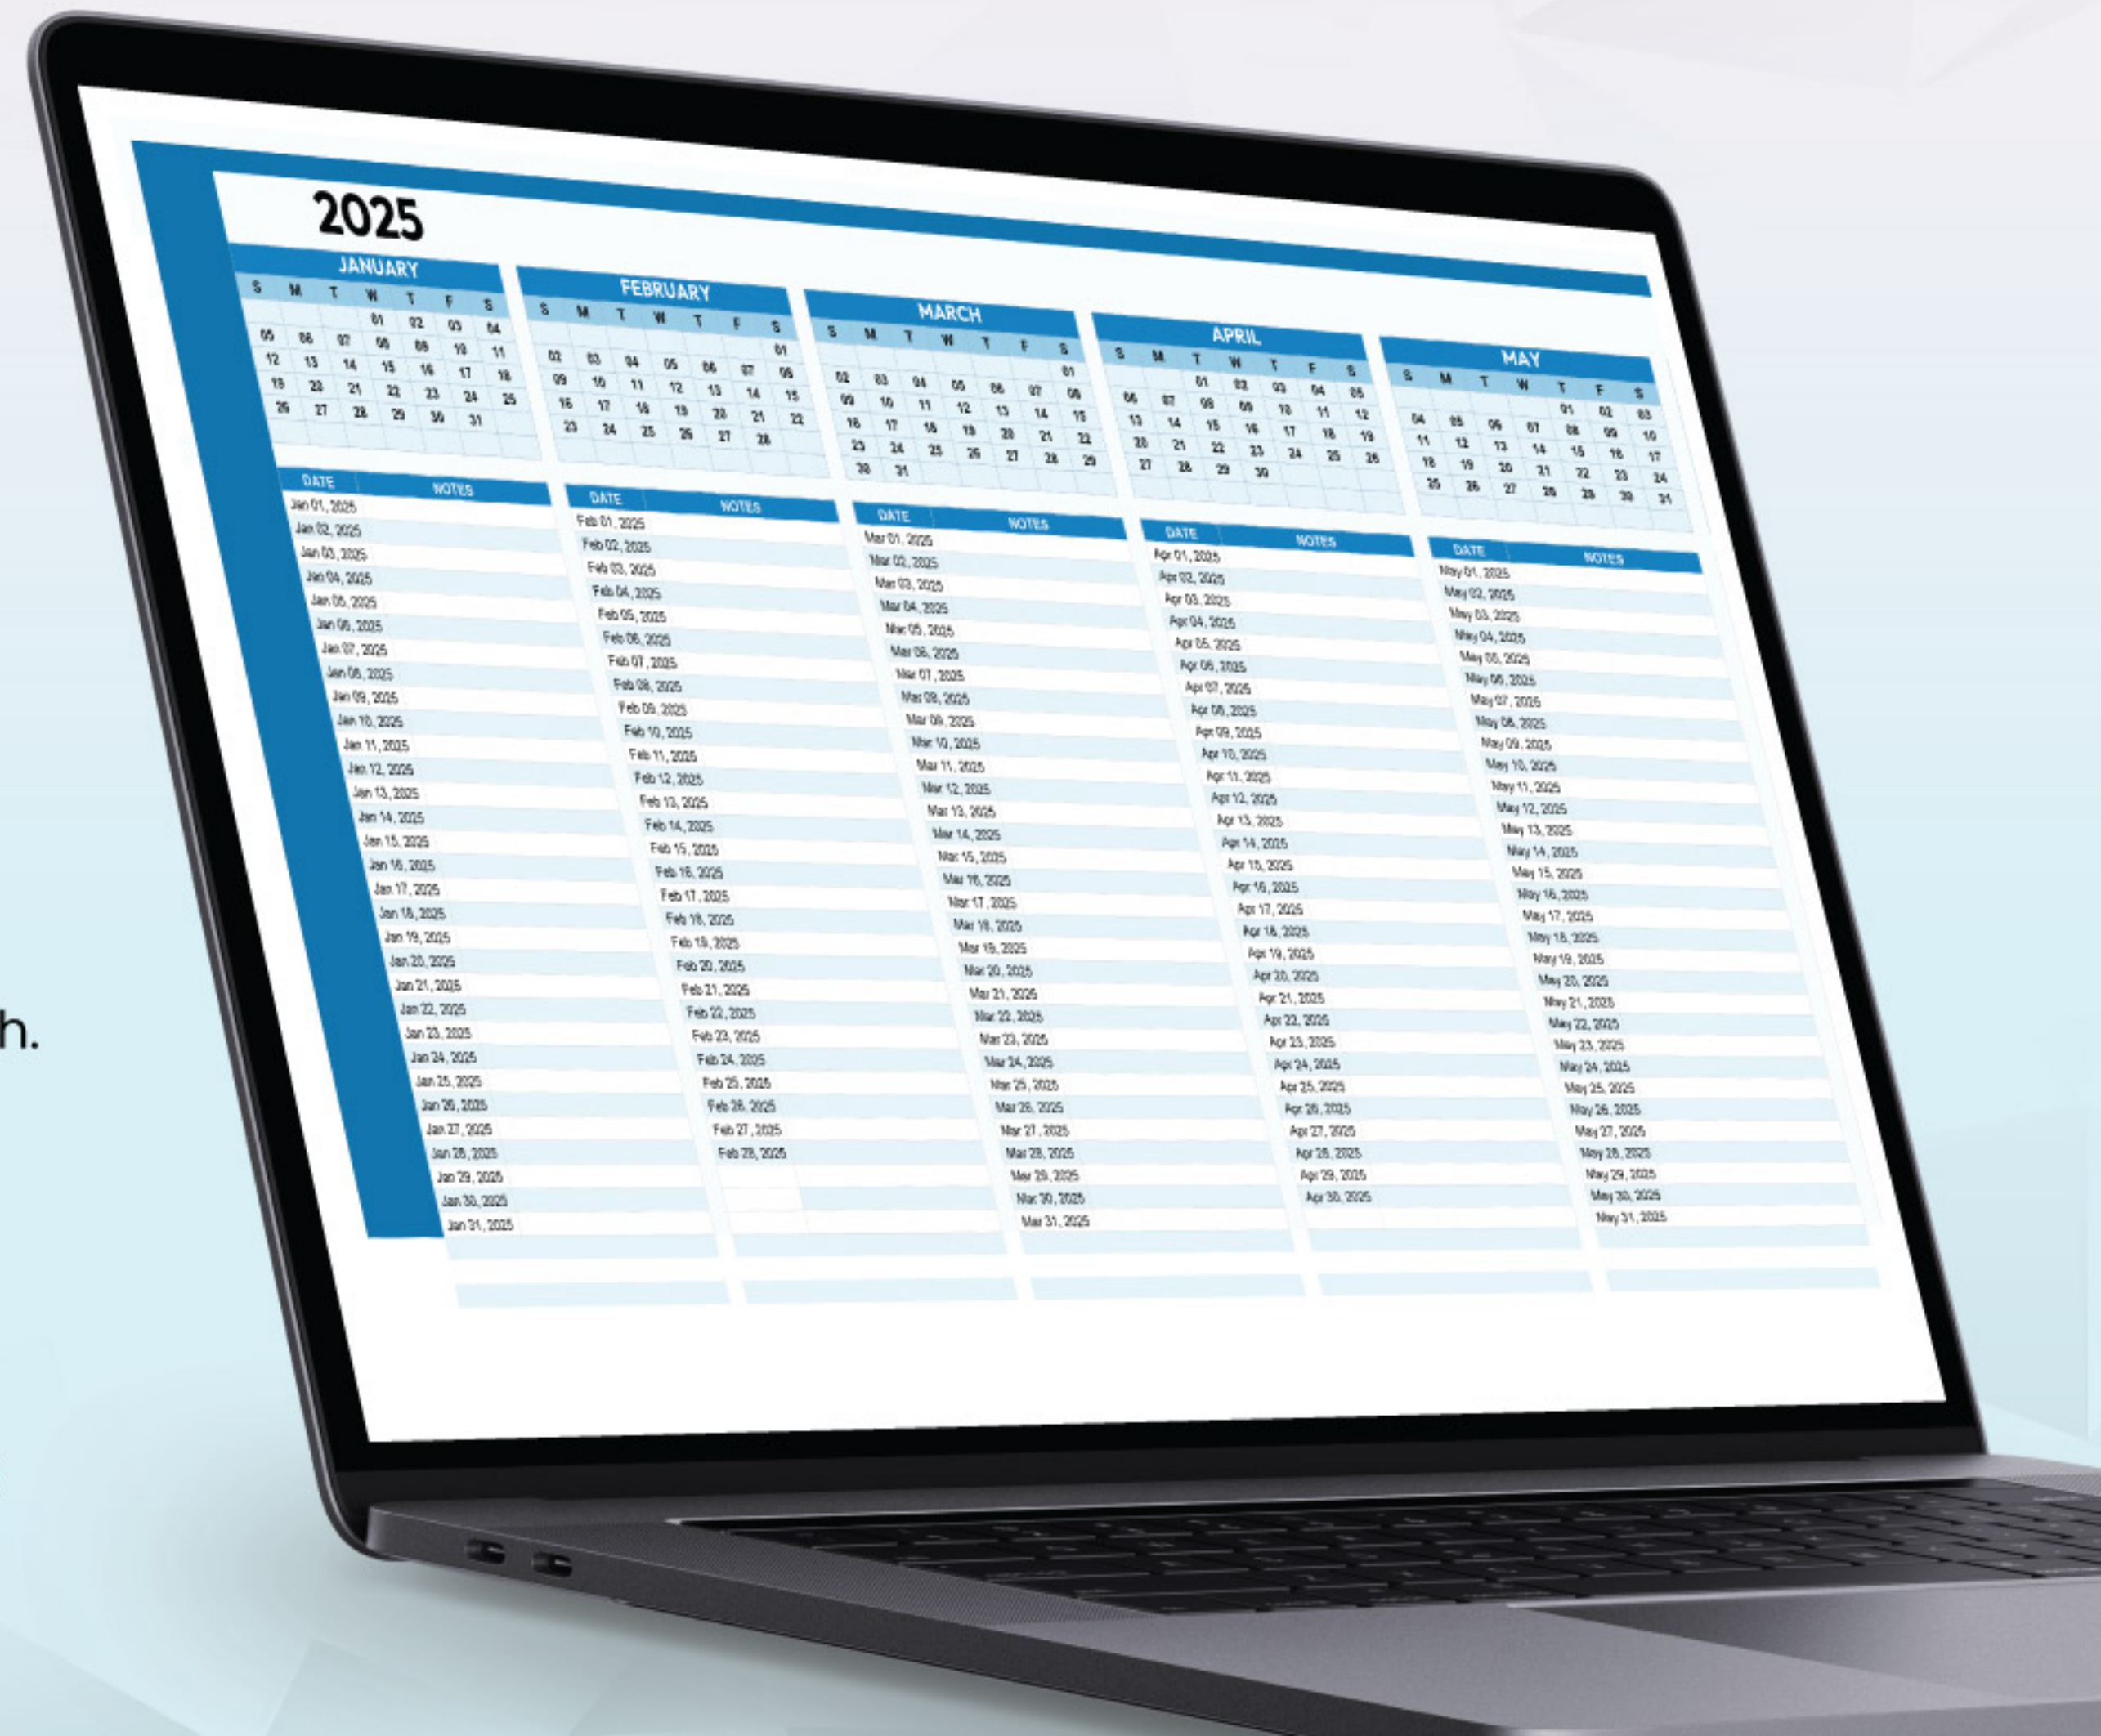 2025
JANUARY
S M T W T F S
01 02 03 04
05 06 07 08 09 10 11
12 13 14 15 16 17 18
19 20 21 22 23 24 25
26 27 28 29 30 31
DATE NOTES
Jan 01, 2025
Jan 02, 2025
Jan 03, 2025
Jan 04, 2025
Jan 05, 2025
Jan 06, 2025
Jan 07, 2025
Jan 08, 2025
Jan 09, 2025
Jan 10, 2025
Jan 11, 2025
Jan 12, 2025
Jan 13, 2025
Jan 14, 2025
Jan 15, 2025
Jan 16, 2025
Jan 17, 2025
Jan 18, 2025
Jan 19, 2025
Jan 20, 2025
Jan 21, 2025
Jan 22, 2025
Jan 23, 2025
Jan 24, 2025
Jan 25, 2025
Jan 26, 2025
Jan 27, 2025
Jan 28, 2025
Jan 29, 2025
Jan 30, 2025
Jan 31, 2025
FEBRUARY
S M T W T F S
01
02 03 04 05 06 07 08
09 10 11 12 13 14 15
16 17 18 19 20 21 22
23 24 25 26 27 28
DATE NOTES
Feb 01, 2025
Feb 02, 2025
Feb 03, 2025
Feb 04, 2025
Feb 05, 2025
Feb 06, 2025
Feb 07, 2025
Feb 08, 2025
Feb 09, 2025
Feb 10, 2025
Feb 11, 2025
Feb 12, 2025
Feb 13, 2025
Feb 14, 2025
Feb 15, 2025
Feb 16, 2025
Feb 17, 2025
Feb 18, 2025
Feb 19, 2025
Feb 20, 2025
Feb 21, 2025
Feb 22, 2025
Feb 23, 2025
Feb 24, 2025
Feb 25, 2025
Feb 26, 2025
Feb 27, 2025
Feb 28, 2025
MARCH
S M T W T F S
01
02 03 04 05 06 07 08
09 10 11 12 13 14 15
16 17 18 19 20 21 22
23 24 25 26 27 28 29
30 31
DATE NOTES
Mar 01, 2025
Mar 02, 2025
Mar 03, 2025
Mar 04, 2025
Mar 05, 2025
Mar 06, 2025
Mar 07, 2025
Mar 08, 2025
Mar 09, 2025
Mar 10, 2025
Mar 11, 2025
Mar 12, 2025
Mar 13, 2025
Mar 14, 2025
Mar 15, 2025
Mar 16, 2025
Mar 17, 2025
Mar 18, 2025
Mar 19, 2025
Mar 20, 2025
Mar 21, 2025
Mar 22, 2025
Mar 23, 2025
Mar 24, 2025
Mar 25, 2025
Mar 26, 2025
Mar 27, 2025
Mar 28, 2025
Mar 29, 2025
Mar 30, 2025
Mar 31, 2025
APRIL
S M T W T F S
01 02 03 04 05
06 07 08 09 10 11 12
13 14 15 16 17 18 19
20 21 22 23 24 25 26
27 28 29 30
DATE NOTES
Apr 01, 2025
Apr 02, 2025
Apr 03, 2025
Apr 04, 2025
Apr 05, 2025
Apr 06, 2025
Apr 07, 2025
Apr 08, 2025
Apr 09, 2025
Apr 10, 2025
Apr 11, 2025
Apr 12, 2025
Apr 13, 2025
Apr 14, 2025
Apr 15, 2025
Apr 16, 2025
Apr 17, 2025
Apr 18, 2025
Apr 19, 2025
Apr 20, 2025
Apr 21, 2025
Apr 22, 2025
Apr 23, 2025
Apr 24, 2025
Apr 25, 2025
Apr 26, 2025
Apr 27, 2025
Apr 28, 2025
Apr 29, 2025
Apr 30, 2025
MAY
S M T W T F S
01 02 03
04 05 06 07 08 09 10
11 12 13 14 15 16 17
18 19 20 21 22 23 24
25 26 27 28 29 30 31
DATE NOTES
May 01, 2025
May 02, 2025
May 03, 2025
May 04, 2025
May 05, 2025
May 06, 2025
May 07, 2025
May 08, 2025
May 09, 2025
May 10, 2025
May 11, 2025
May 12, 2025
May 13, 2025
May 14, 2025
May 15, 2025
May 16, 2025
May 17, 2025
May 18, 2025
May 19, 2025
May 20, 2025
May 21, 2025
May 22, 2025
May 23, 2025
May 24, 2025
May 25, 2025
May 26, 2025
May 27, 2025
May 28, 2025
May 29, 2025
May 30, 2025
May 31, 2025
h.